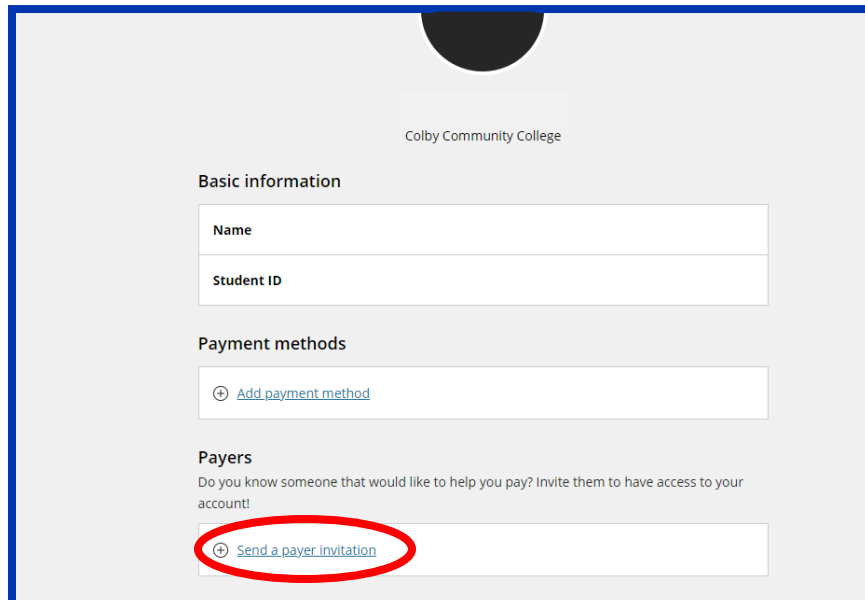 Colby Community College
Basic information
Name
Student ID
Payment methods
Add payment method
Payers
Do you know someone that would like to help you pay? Invite them to have access to your
account!
Send a payer invitation